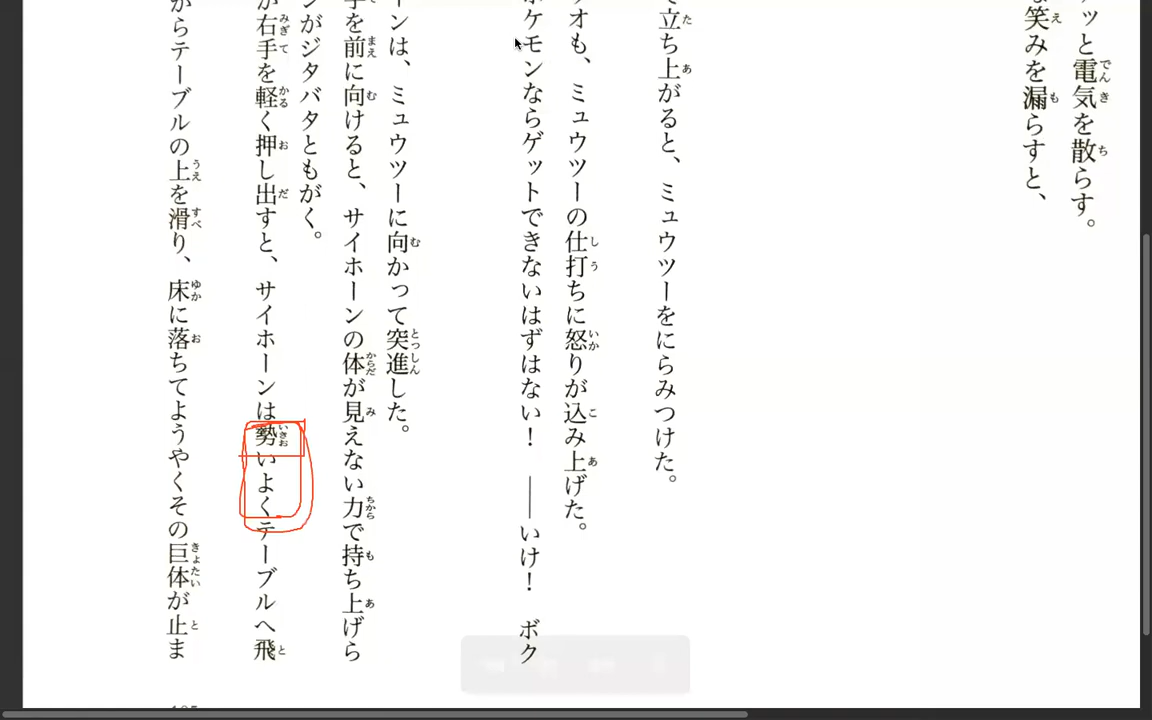 ッと電気を散らす。
笑みを漏らすと、
立ち上がると、ミュウツーをにらみつけた。
オも、ミュウツーの仕打ちに怒りが込み上げた。
ポケモンならゲットできないはずはない！　――いけ！　ボク
ーンは、ミュウツーに向かって突進した。
手を前に向けると、サイホーンの体が見えない力で持ち上げら
ンがジタバタともがく。
が右手を軽く押し出すと、サイホーンは勢いよくテーブルへ飛
がらテーブルの上を滑り、床に落ちてようやくその巨体が止ま